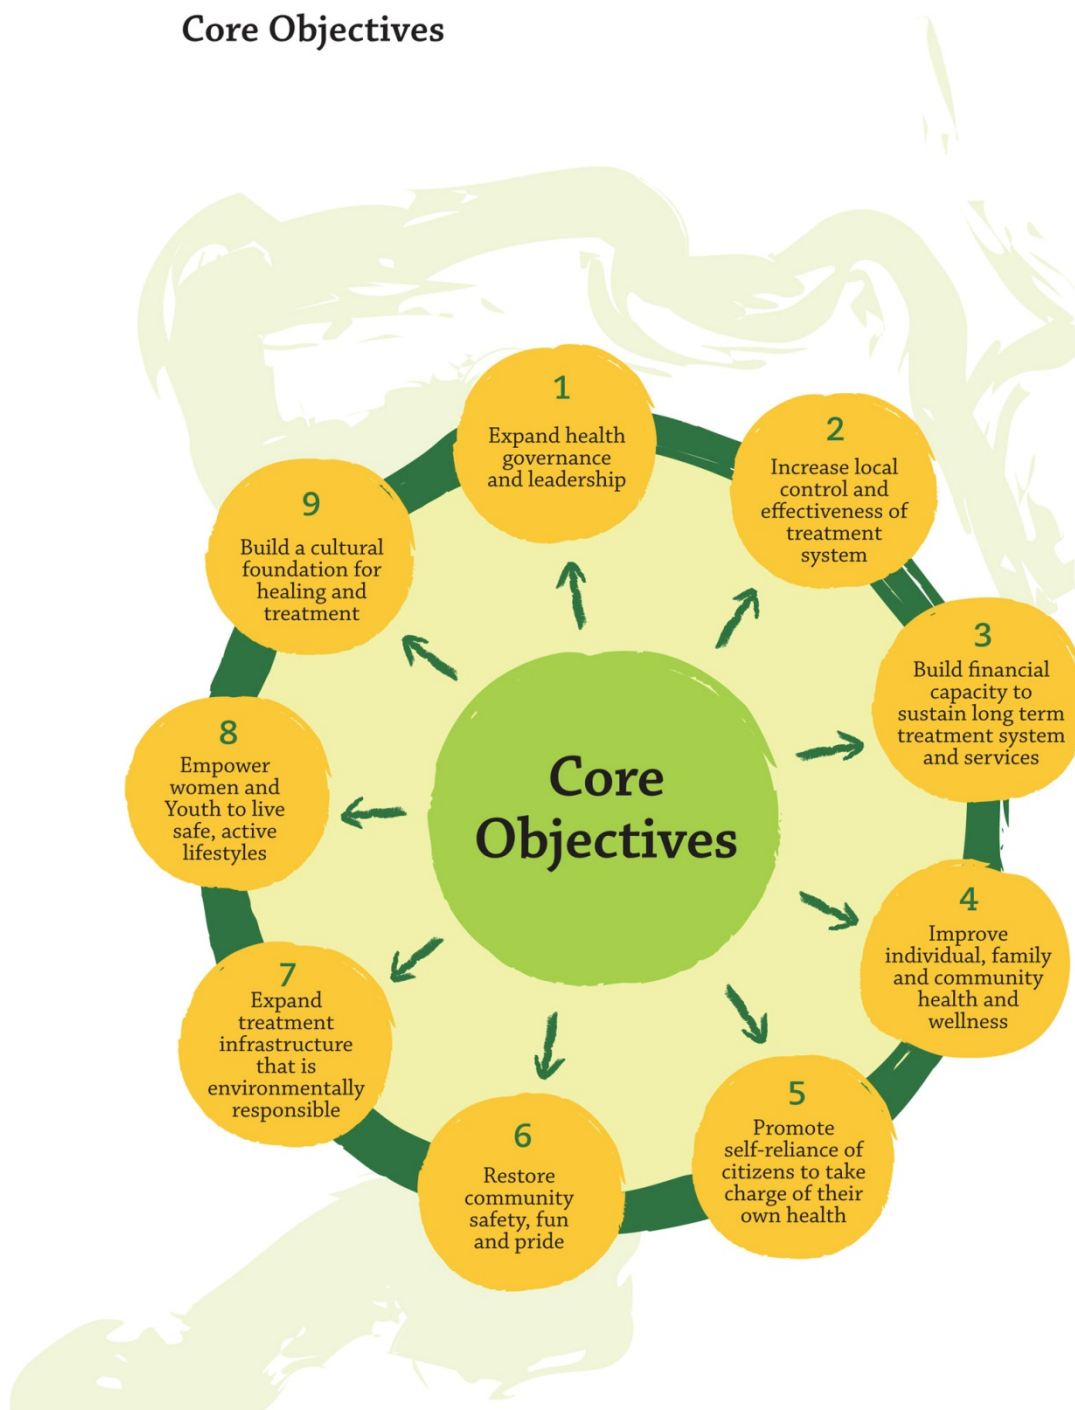 Core Objectives
1
Expand health
governance
and leadership
2
Increase local
control and
effectiveness of
treatment
system
3
Build financial
capacity to
sustain long term
treatment system
and services
4
Improve
individual, family
and community
health and
wellness
5
Promote
self-reliance of
citizens to take
charge of their
own health
6
Restore
community
safety, fun
and pride
7
Expand
treatment
infrastructure
that is
environmentally
responsible
8
Empower
women and
Youth to live
safe, active
lifestyles
9
Build a cultural
foundation for
healing and
treatment
Core
Objectives